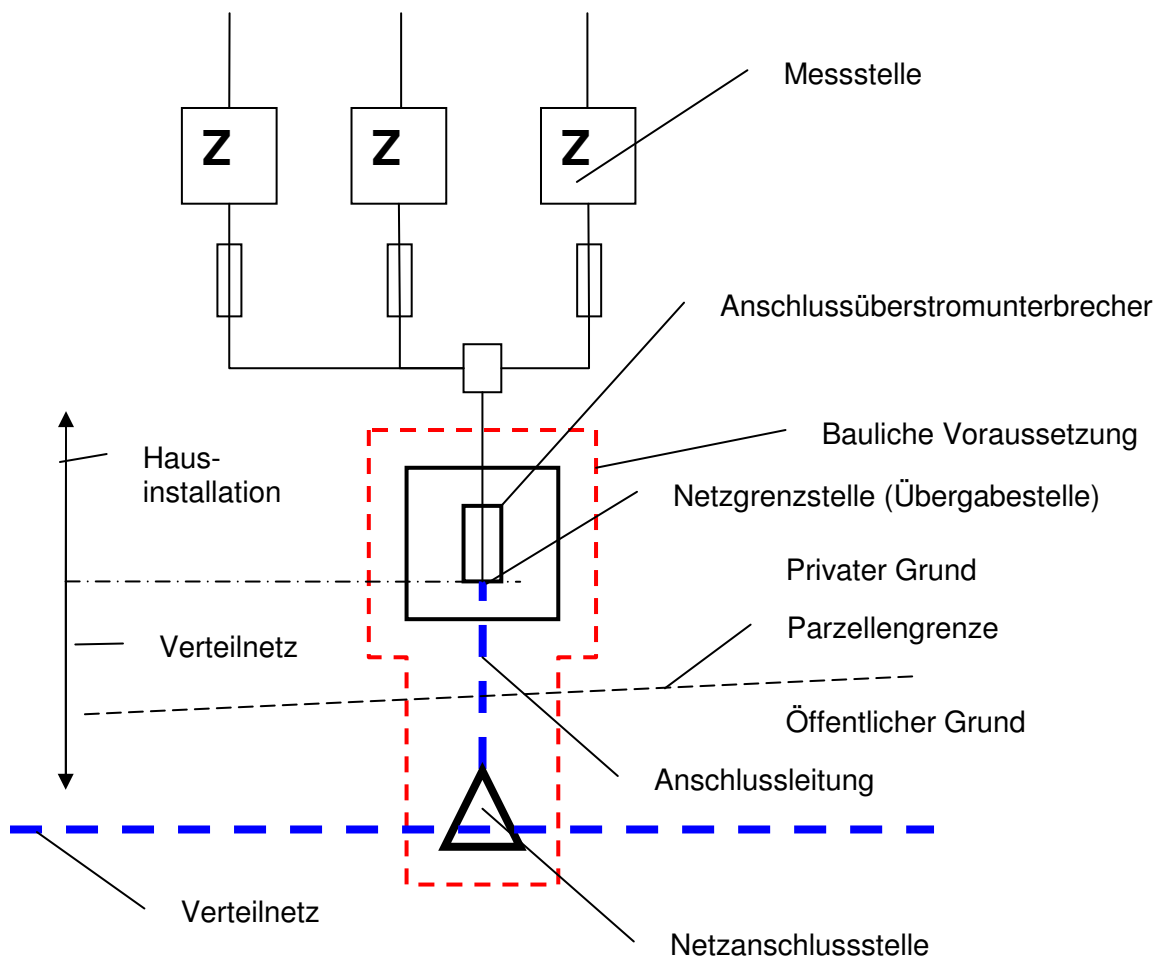 Messstelle
Z
Z
Z
Anschlussüberstromunterbrecher
Bauliche Voraussetzung
Haus-
installation
Netzgrenzstelle (Übergabestelle)
Privater Grund
Parzellengrenze
Verteilnetz
Öffentlicher Grund
Anschlussleitung
Verteilnetz
Netzanschlussstelle